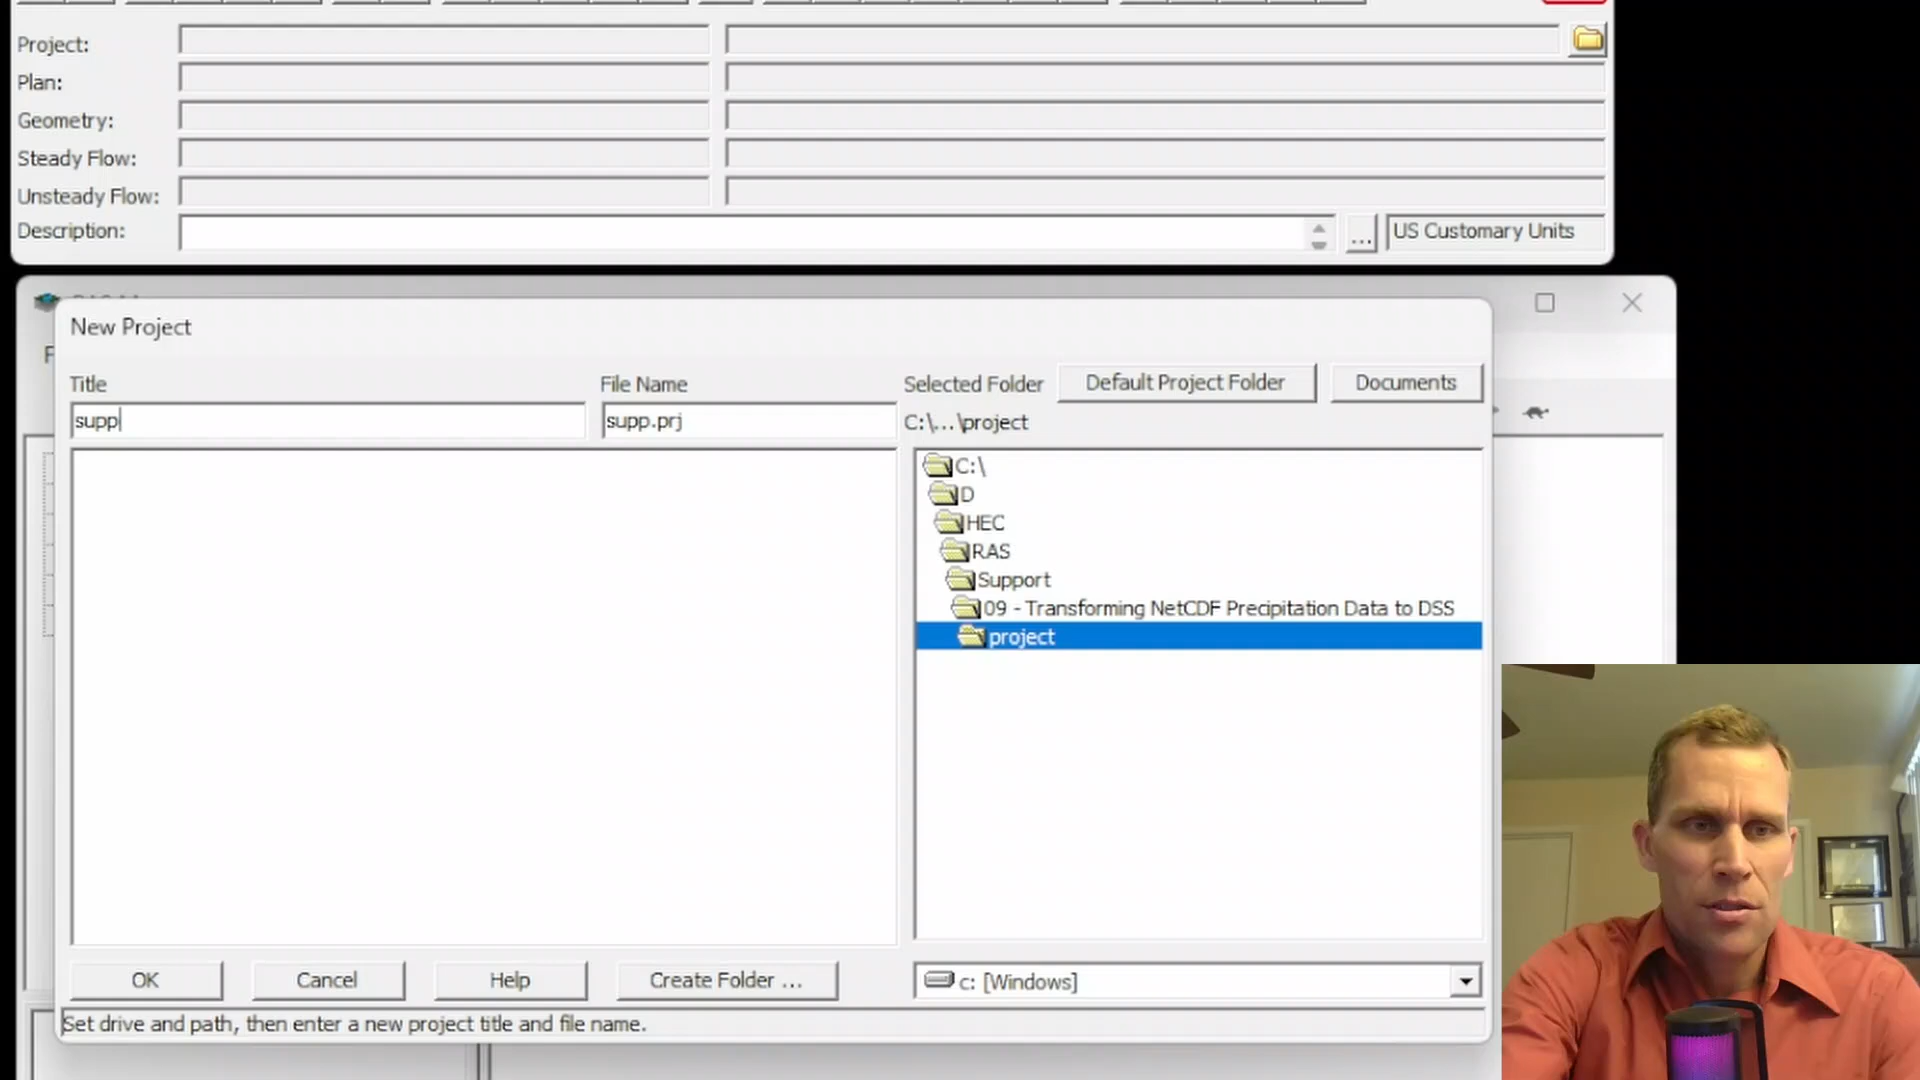 Project:
Plan:
Geometry:
Steady Flow:
Unsteady Flow:
Description:
...
US Customary Units
New Project
Title
File Name
Selected Folder
Default Project Folder
Documents
supp
supp.prj
C:\...\project
C:\
D
HEC
RAS
Support
09 - Transforming NetCDF Precipitation Data to DSS
project
OK
Cancel
Help
Create Folder ...
c: [Windows]
Set drive and path, then enter a new project title and file name.